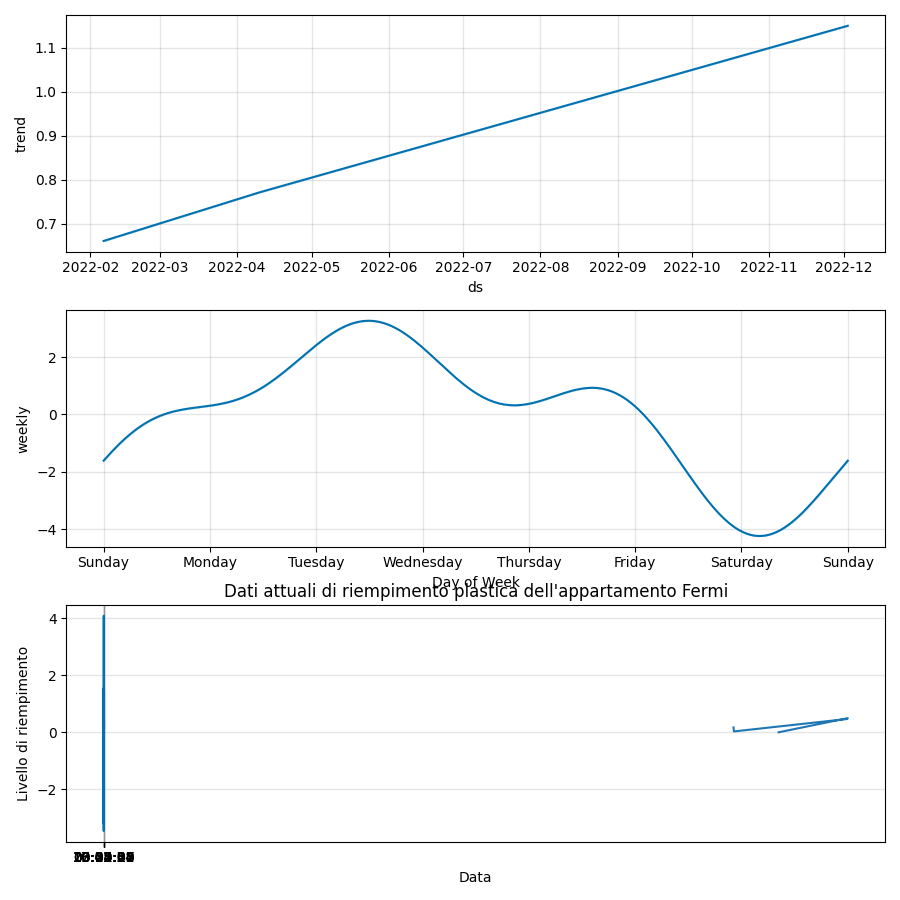 1.1
1.0
0.9
0.8
0.7
trend
2022-02 2022-03 2022-04 2022-05 2022-06 2022-07 2022-08 2022-09 2022-10 2022-11 2022-12
ds
2
0
−2
−4
weekly
Sunday Monday Tuesday Wednesday Thursday Friday Saturday Sunday
Day of Week
Dati attuali di riempimento plastica dell'appartamento Fermi
4
2
0
−2
Livello di riempimento
Data